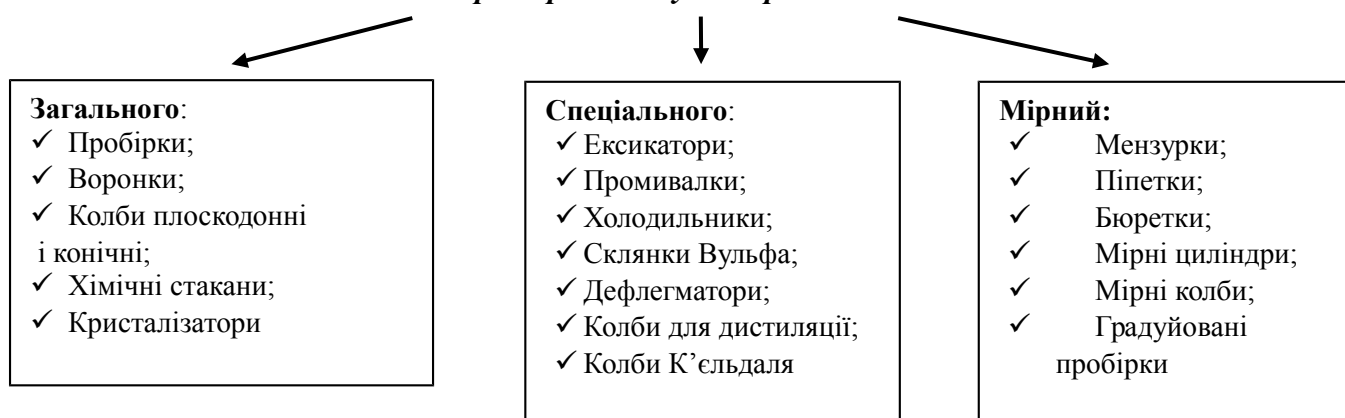 Загального:
✓ Пробірки;
✓ Воронки;
✓ Колби плоскодонні
і конічні;
✓ Хімічні стакани;
✓ Кристалізатори
Спеціального:
✓ Ексикатори;
✓ Промивалки;
✓ Холодильники;
✓ Склянки Вульфа;
✓ Дефлегматори;
✓ Колби для дистиляції;
✓ Колби К’єльдаля
Мірний:
✓ Мензурки;
✓ Піпетки;
✓ Бюретки;
✓ Мірні циліндри;
✓ Мірні колби;
✓ Градуйовані
пробірки